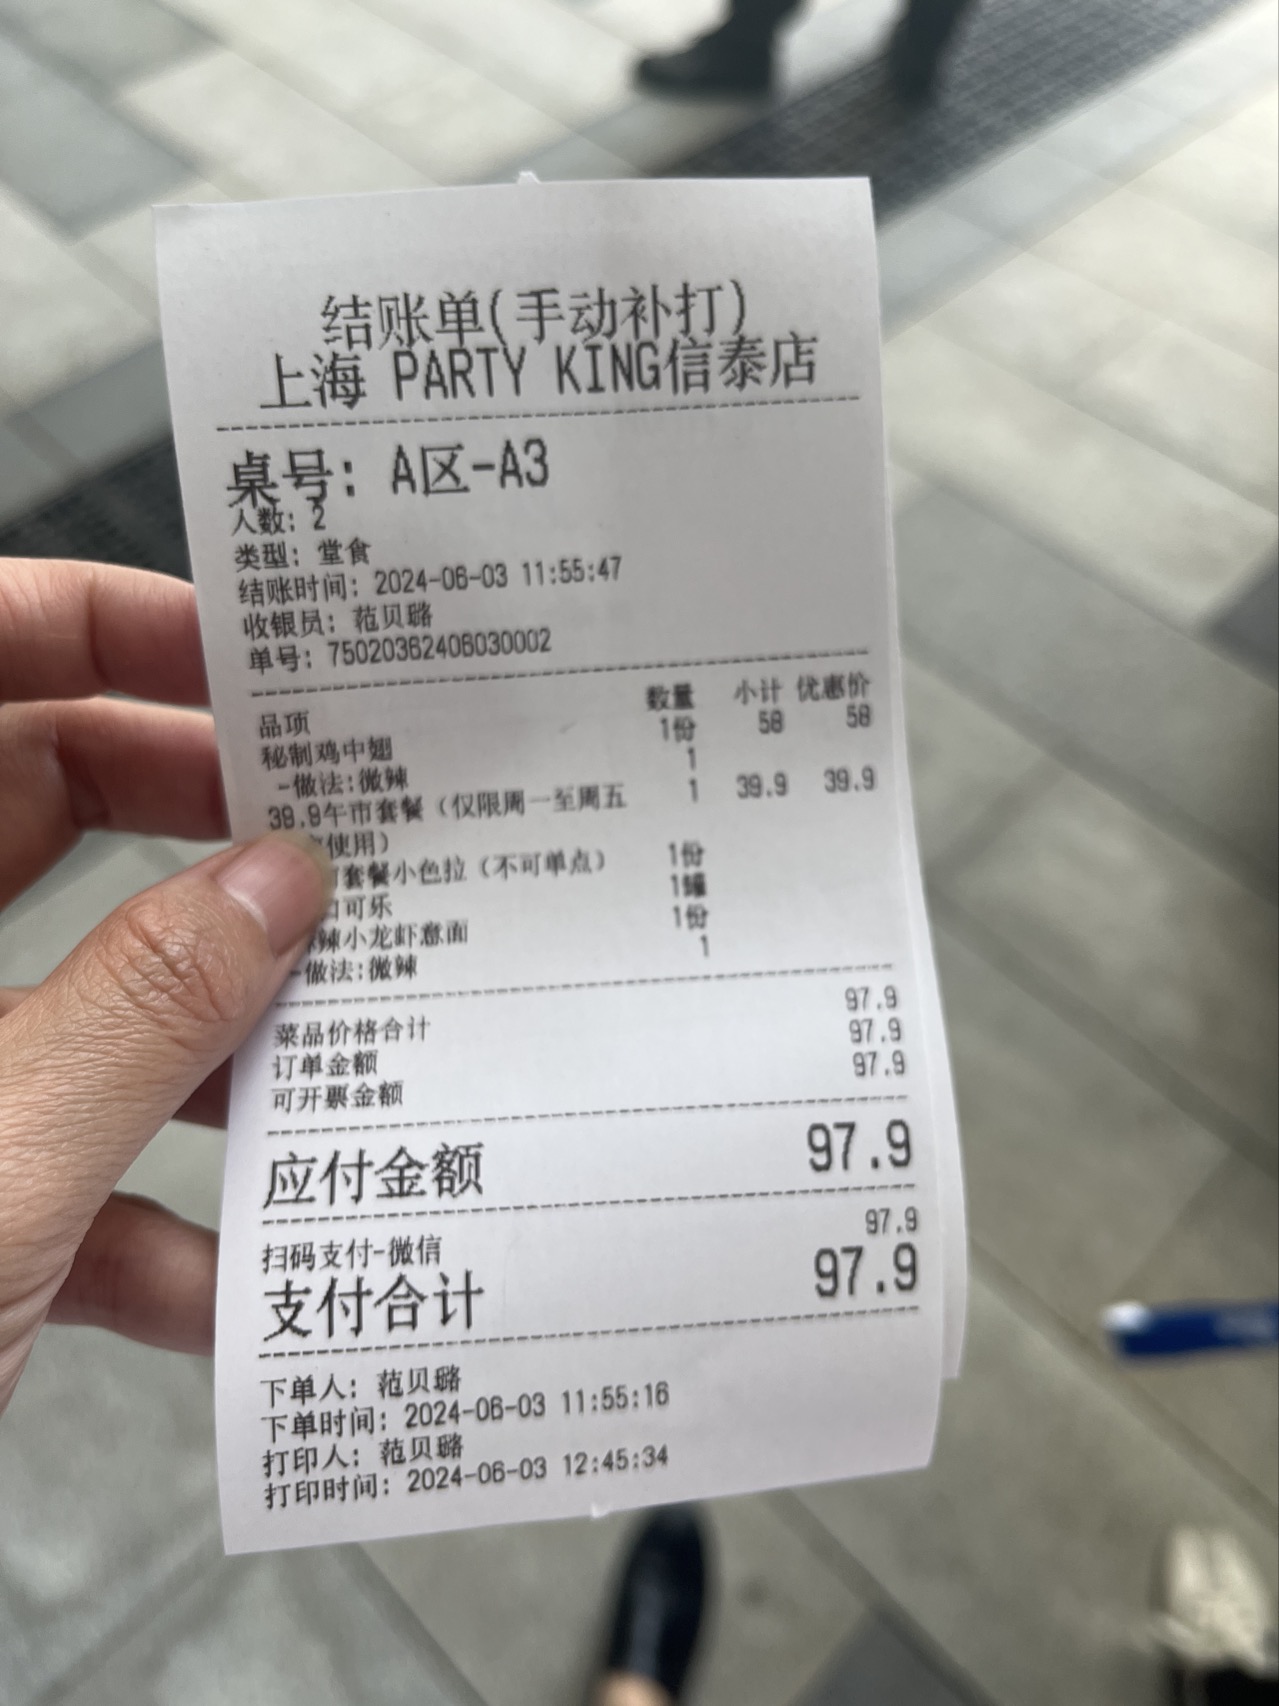 结账单(手动补打)
上海 PARTY KING信泰店
桌号: A区-A3
人数: 2
类型: 堂食
结账时间: 2024-06-03 11:55:47
收银员: 范贝璐
单号: 75020362406030002
品项 数量 小计 优惠价
秘制鸡中翅 1份 58 58
-做法:微辣 1
39.9午市套餐（仅限周一至周五 1 39.9 39.9
使用）
套餐小色拉（不可单点） 1份
口可乐 1罐
辣小龙虾意面 1份
-做法:微辣 1
菜品价格合计 97.9
订单金额 97.9
可开票金额 97.9
应付金额 97.9
扫码支付-微信 97.9
支付合计 97.9
下单人: 范贝璐
下单时间: 2024-06-03 11:55:16
打印人: 范贝璐
打印时间: 2024-06-03 12:45:34